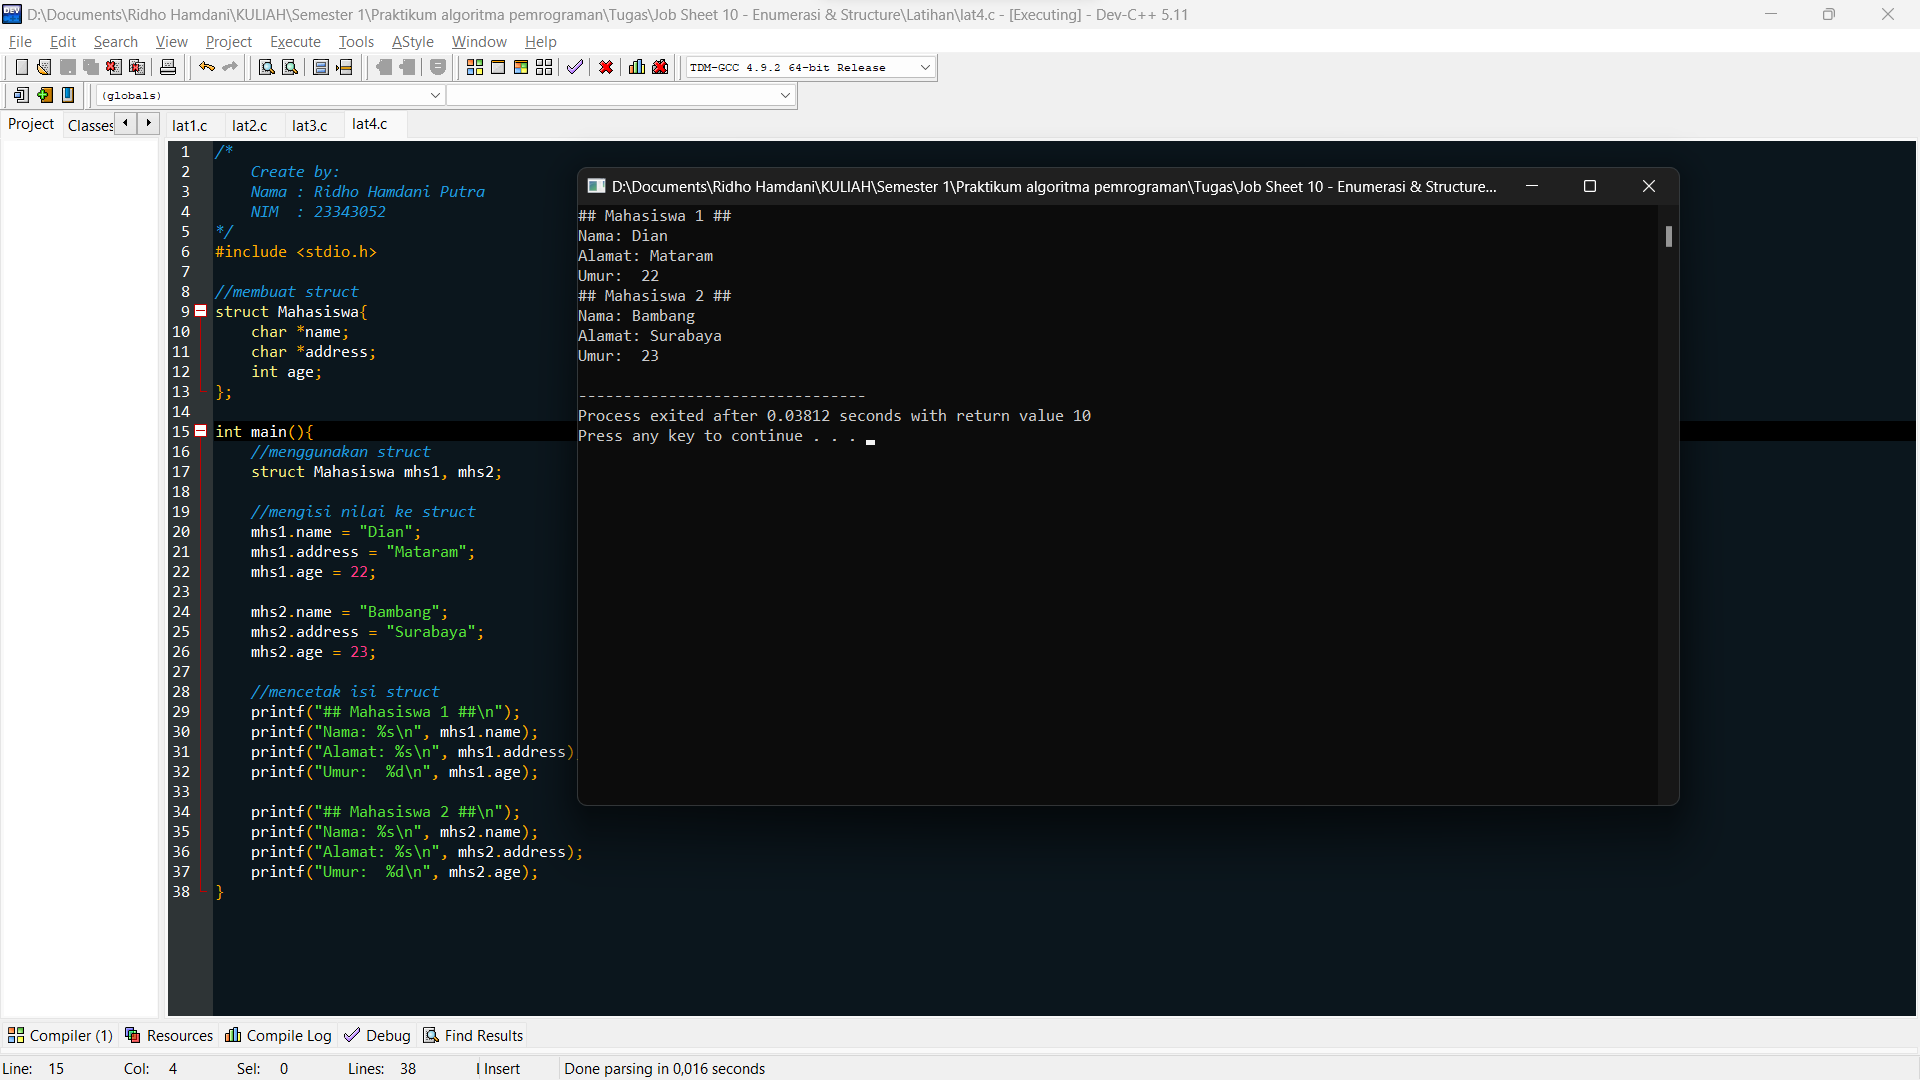 D:\Documents\Ridho Hamdani\KULIAH\Semester 1\Praktikum algoritma pemrograman\Tugas\Job Sheet 10 - Enumerasi & Structure\Latihan\lat4.c - [Executing] - Dev-C++ 5.11
File Edit Search View Project Execute Tools AStyle Window Help
TDM-GCC 4.9.2 64-bit Release
(globals)
Project Classes lat1.c lat2.c lat3.c lat4.c
1 /*
2 Create by:
3 Nama : Ridho Hamdani Putra
4 NIM : 23343052
5 */
6 #include <stdio.h>
7
8 //membuat struct
9 struct Mahasiswa{
10 char *name;
11 char *address;
12 int age;
13 };
14
15 int main(){
16 //menggunakan struct
17 struct Mahasiswa mhs1, mhs2;
18
19 //mengisi nilai ke struct
20 mhs1.name = "Dian";
21 mhs1.address = "Mataram";
22 mhs1.age = 22;
23
24 mhs2.name = "Bambang";
25 mhs2.address = "Surabaya";
26 mhs2.age = 23;
27
28 //mencetak isi struct
29 printf("## Mahasiswa 1 ##\n");
30 printf("Nama: %s\n", mhs1.name);
31 printf("Alamat: %s\n", mhs1.address)
32 printf("Umur:  %d\n", mhs1.age);
33
34 printf("## Mahasiswa 2 ##\n");
35 printf("Nama: %s\n", mhs2.name);
36 printf("Alamat: %s\n", mhs2.address);
37 printf("Umur:  %d\n", mhs2.age);
38 }
D:\Documents\Ridho Hamdani\KULIAH\Semester 1\Praktikum algoritma pemrograman\Tugas\Job Sheet 10 - Enumerasi & Structure...
## Mahasiswa 1 ##
Nama: Dian
Alamat: Mataram
Umur:  22
## Mahasiswa 2 ##
Nama: Bambang
Alamat: Surabaya
Umur:  23
--------------------------------
Process exited after 0.03812 seconds with return value 10
Press any key to continue . . .
Compiler (1) Resources Compile Log Debug Find Results
Line: 15 Col: 4 Sel: 0 Lines: 38 Insert Done parsing in 0,016 seconds